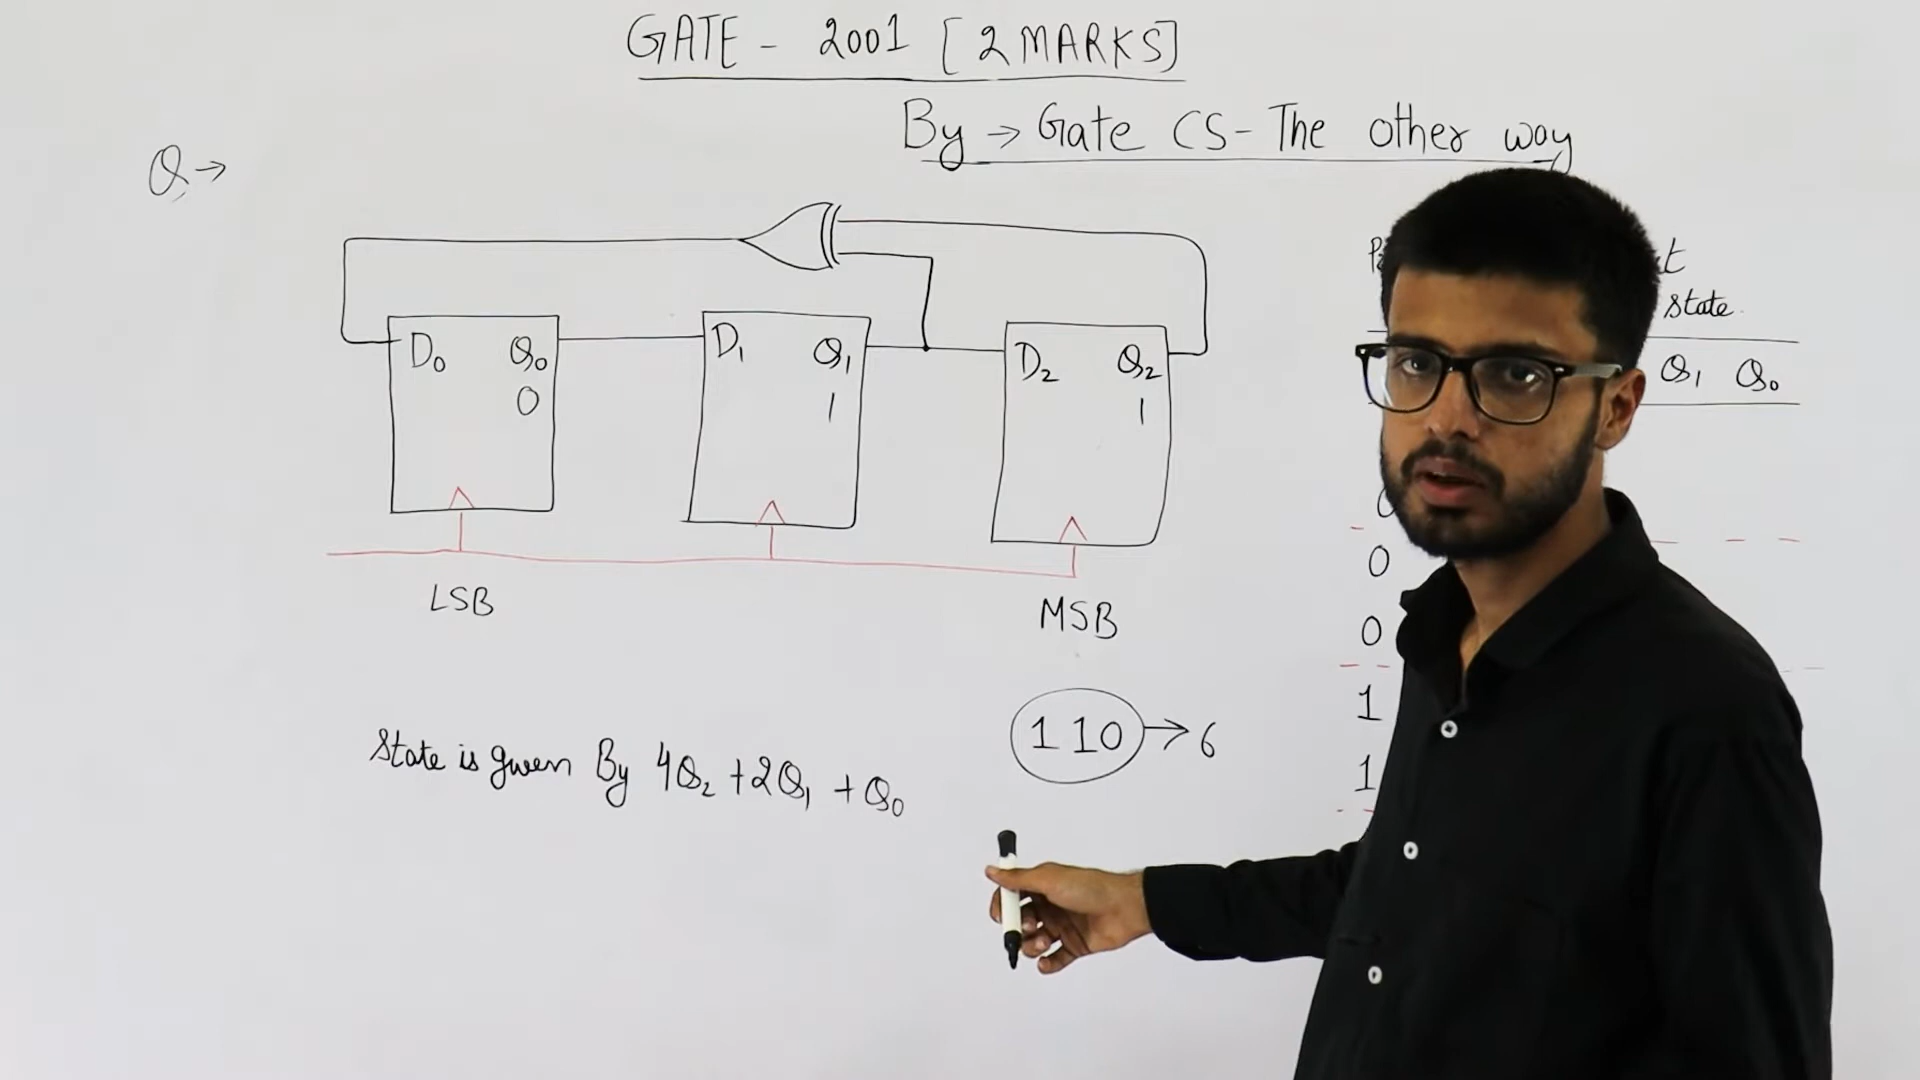 GATE - 2001 [2 MARKS]
By → Gate CS - The other way
Q →
D₀ Q₀
0
D₁ Q₁
1
D₂ Q₂
1
LSB
MSB
State is given By 4Q₂ + 2Q₁ + Q₀
110 → 6
state
Q₁ Q₀
0
0
0
1
1